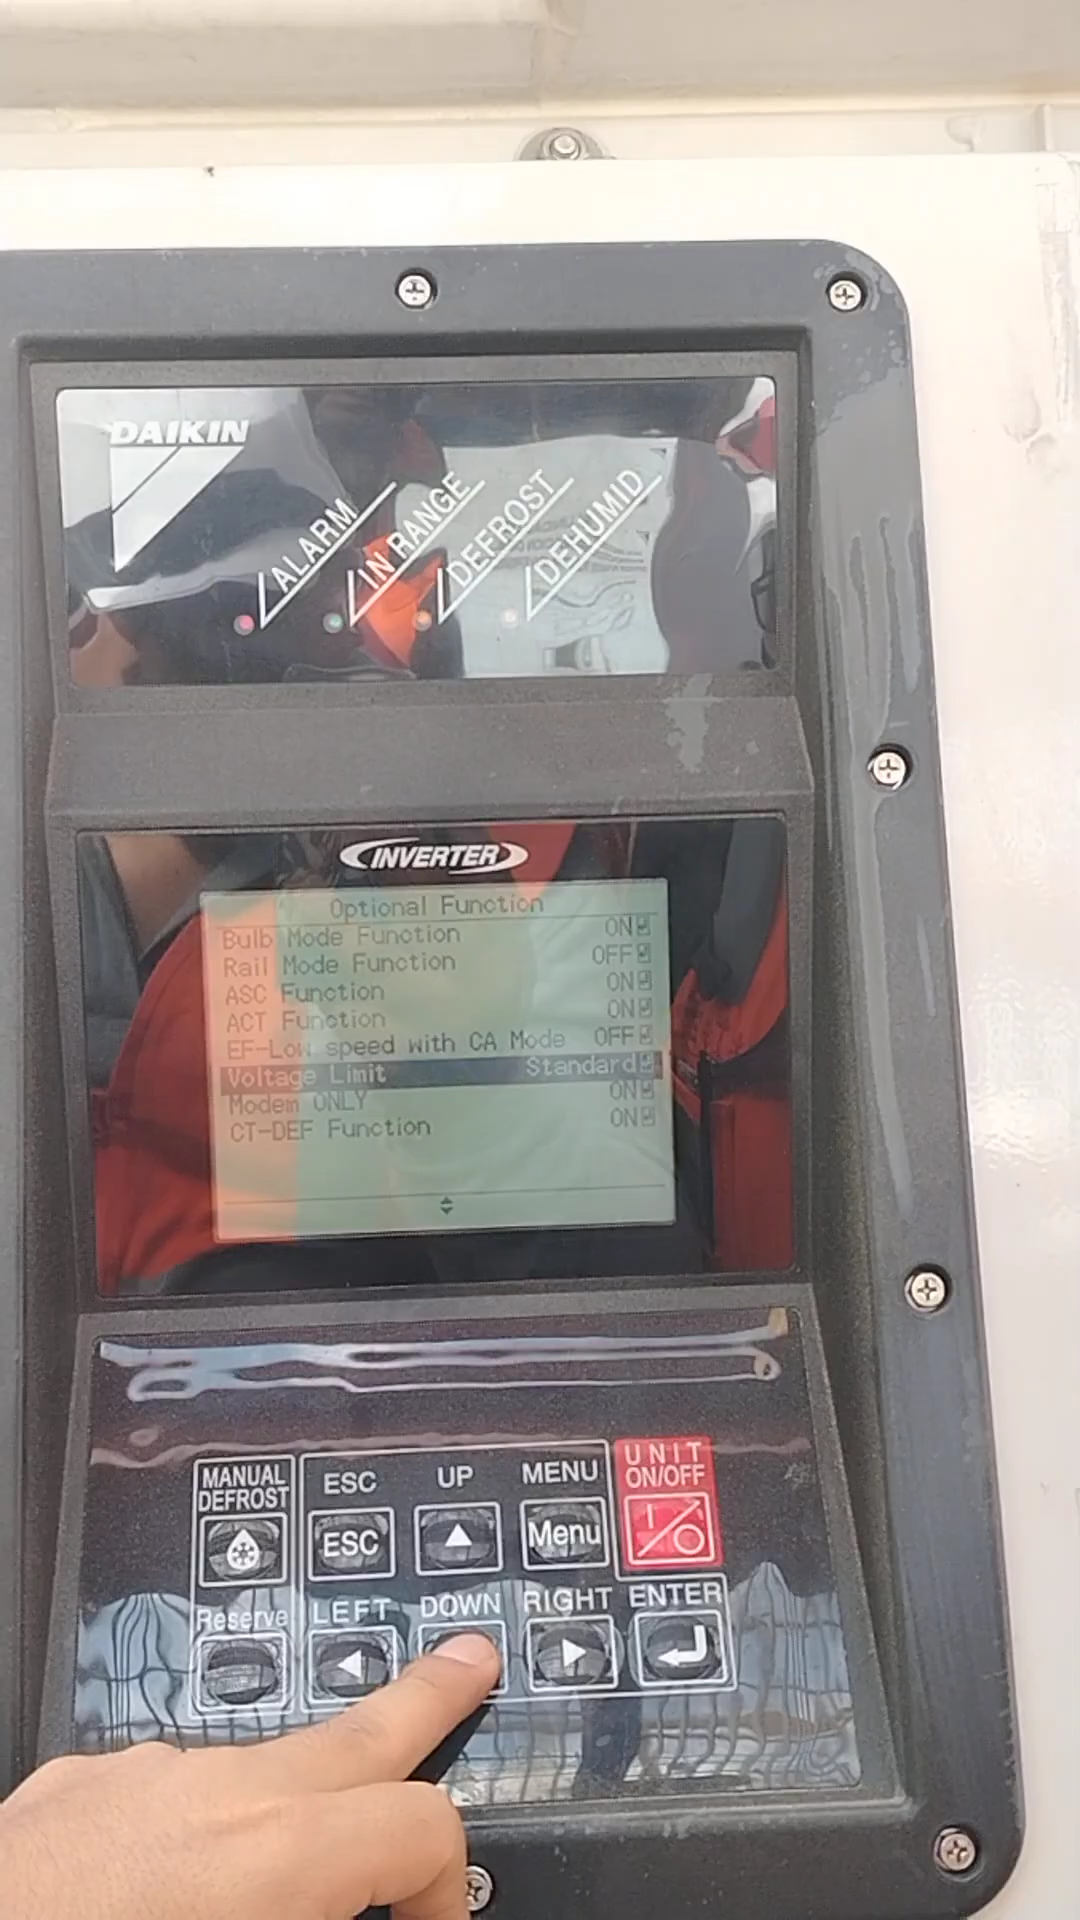 DAIKIN
ALARM
IN RANGE
DEFROST
DEHUMID
INVERTER
Optional Function
Bulb Mode Function ON
Rail Mode Function OFF
ASC Function ON
ACT Function ON
EF-Low speed with CA Mode OFF
Voltage Limit Standard
Modem ONLY ON
CT-DEF Function ON
MANUAL DEFROST
ESC
UP
MENU
UNIT ON/OFF
ESC
Menu
Reserve
LEFT
DOWN
RIGHT
ENTER